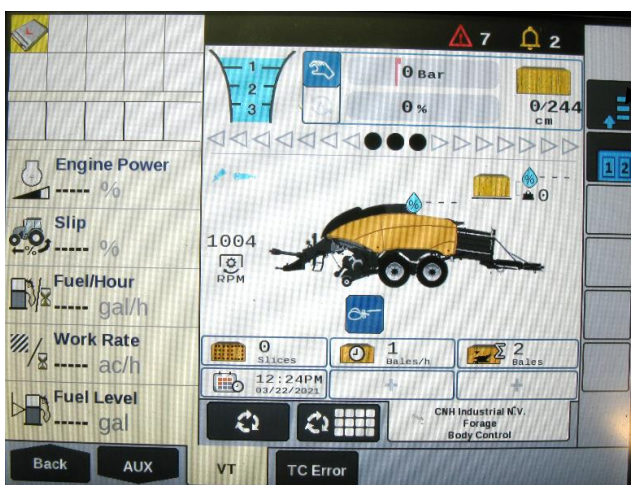 7
2
1
2
3
0 Bar
0 %
0/244
cm
1 2
Engine Power
----- %
%
---
0
Slip
----- %
1004
RPM
Fuel/Hour
----- gal/h
Work Rate
----- ac/h
0
Slices
1
Bales/h
Σ 2
Bales
12:24PM
03/22/2021
+
+
Fuel Level
----- gal
CNH Industrial N.V.
Forage
Body Control
Back
AUX
VT
TC Error